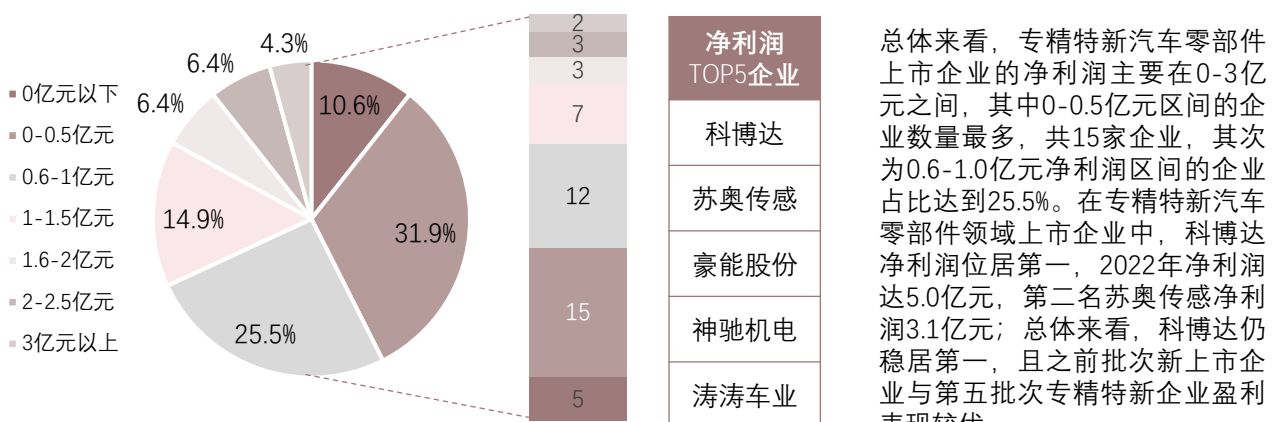 0亿元以下
0-0.5亿元
0.6-1亿元
1-1.5亿元
1.6-2亿元
2-2.5亿元
3亿元以上
4.3%
6.4%
6.4%
10.6%
14.9%
31.9%
25.5%
2
3
3
7
12
15
5
净利润
TOP5企业
科博达
苏奥传感
豪能股份
神驰机电
涛涛车业
总体来看，专精特新汽车零部件
上市企业的净利润主要在0-3亿
元之间，其中0-0.5亿元区间的企
业数量最多，共15家企业，其次
为0.6-1.0亿元净利润区间的企业
占比达到25.5%。在专精特新汽车
零部件领域上市企业中，科博达
净利润位居第一，2022年净利润
达5.0亿元，第二名苏奥传感净利
润3.1亿元；总体来看，科博达仍
稳居第一，且之前批次新上市企
业与第五批次专精特新企业盈利